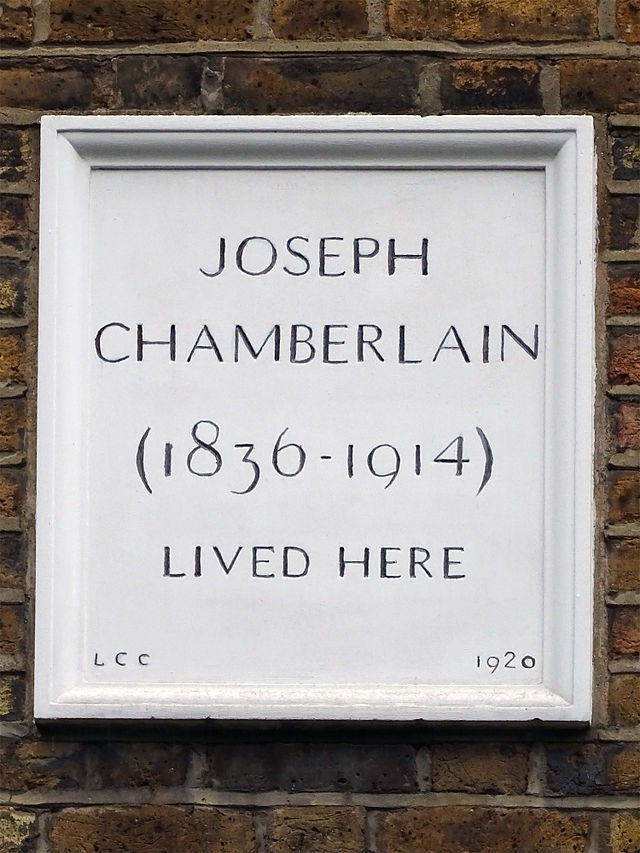 JOSEPH
CHAMBERLAIN
(1836-1914)
LIVED HERE
LCC 1920